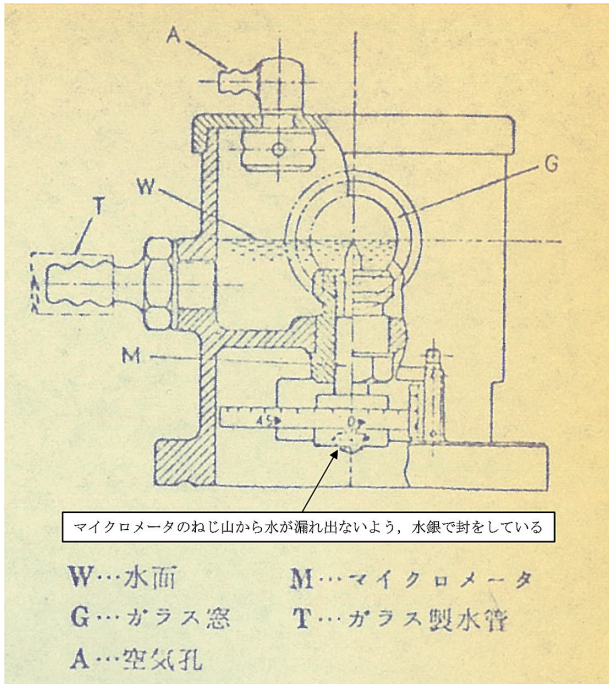 A
G
W
T
M
45
0
マイクロメータのねじ山から水が漏れ出ないよう，水銀で封をしている
W…水面
M…マイクロメータ
G…ガラス窓
T…ガラス製水管
A…空気孔